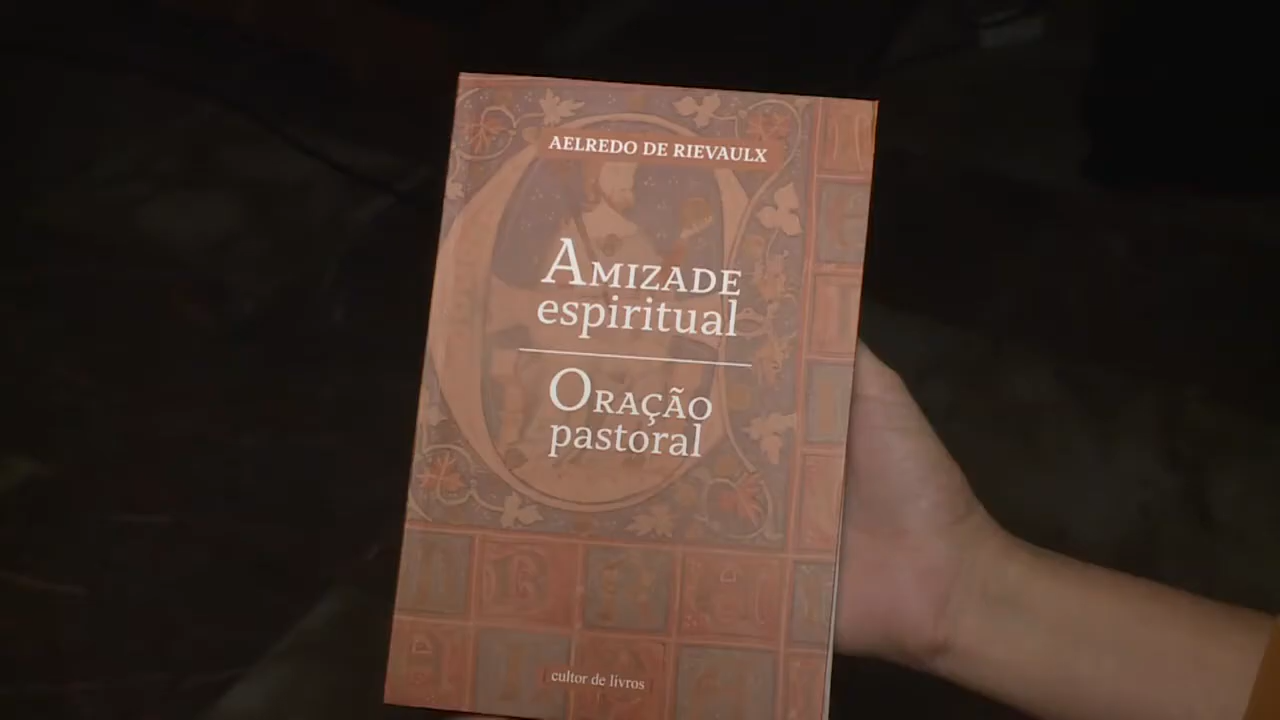 AELREDO DE RIEVAULX
AMIZADE
espiritual
ORAÇÃO
pastoral
cultor de livros